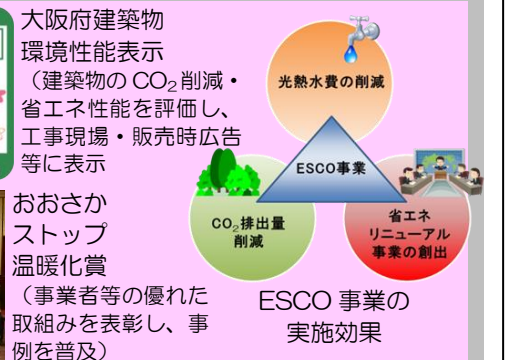 大阪府建築物
環境性能表示
（建築物の CO₂削減・
省エネ性能を評価し、
工事現場・販売時広告
等に表示
おおさか
ストップ
温暖化賞
（事業者等の優れた
取組みを表彰し、事
例を普及）
光熱水費の削減
ESCO事業
CO₂排出量
削減
省エネ
リニューアル
事業の創出
ESCO 事業の
実施効果